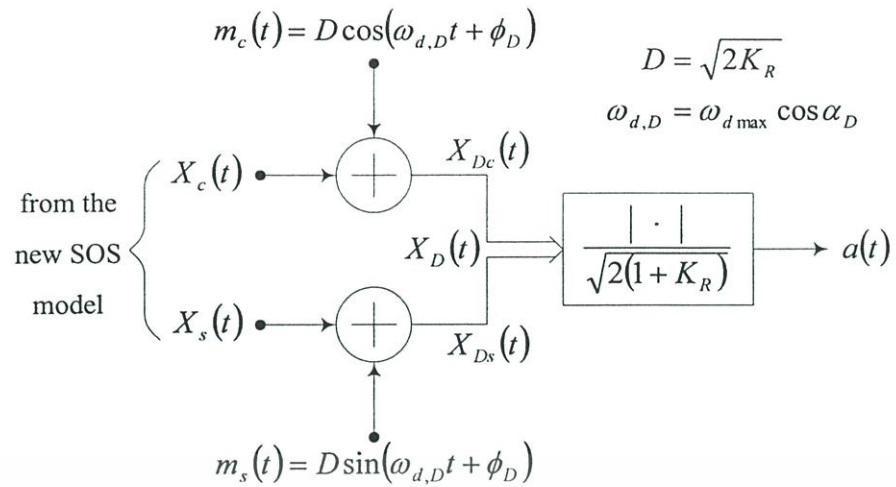 m_c(t) = D cos(ω_{d,D} t + ϕ_D)
D = √(2K_R)
ω_{d,D} = ω_{d max} cos α_D
X_c(t)
X_{Dc}(t)
from the
new SOS
model
X_D(t)
| · |
√(2(1 + K_R))
a(t)
X_s(t)
X_{Ds}(t)
m_s(t) = D sin(ω_{d,D} t + ϕ_D)